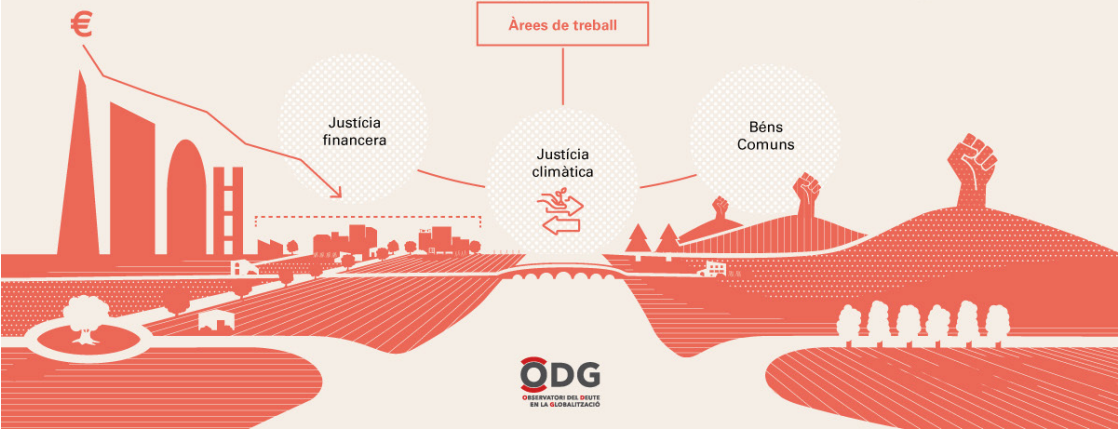 €
Àrees de treball
Justícia
financera
Justícia
climàtica
Béns
Comuns
ODG
OBSERVATORI DEL DEUTE
EN LA GLOBALITZACIÓ